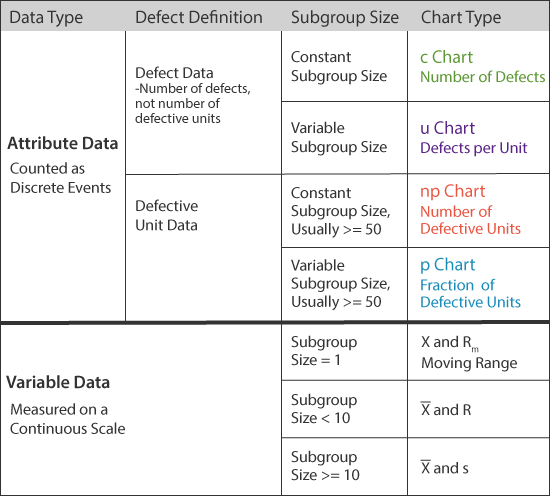 Data Type Defect Definition Subgroup Size Chart Type
Attribute Data
Counted as
Discrete Events
Defect Data
-Number of defects,
not number of
defective units
Constant
Subgroup Size
c Chart
Number of Defects
Variable
Subgroup Size
u Chart
Defects per Unit
Defective
Unit Data
Constant
Subgroup Size,
Usually >= 50
np Chart
Number of
Defective Units
Variable
Subgroup Size,
Usually >= 50
p Chart
Fraction of
Defective Units
Variable Data
Measured on a
Continuous Scale
Subgroup
Size = 1
X and Rm
Moving Range
Subgroup
Size < 10
X̅ and R
Subgroup
Size >= 10
X̅ and s